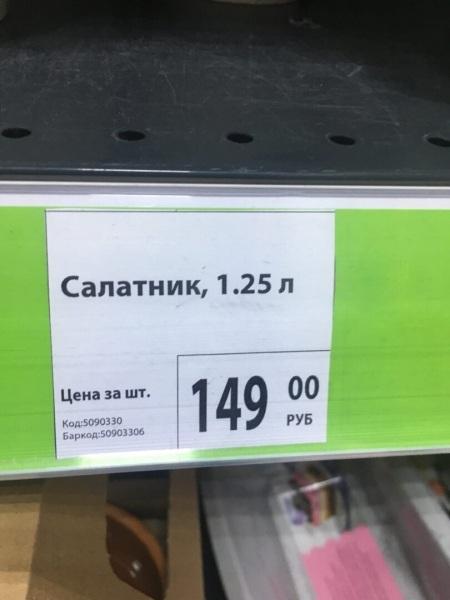 Салатник, 1.25 л
Цена за шт.
149 00
РУБ
Код:5090330
Баркод:50903306